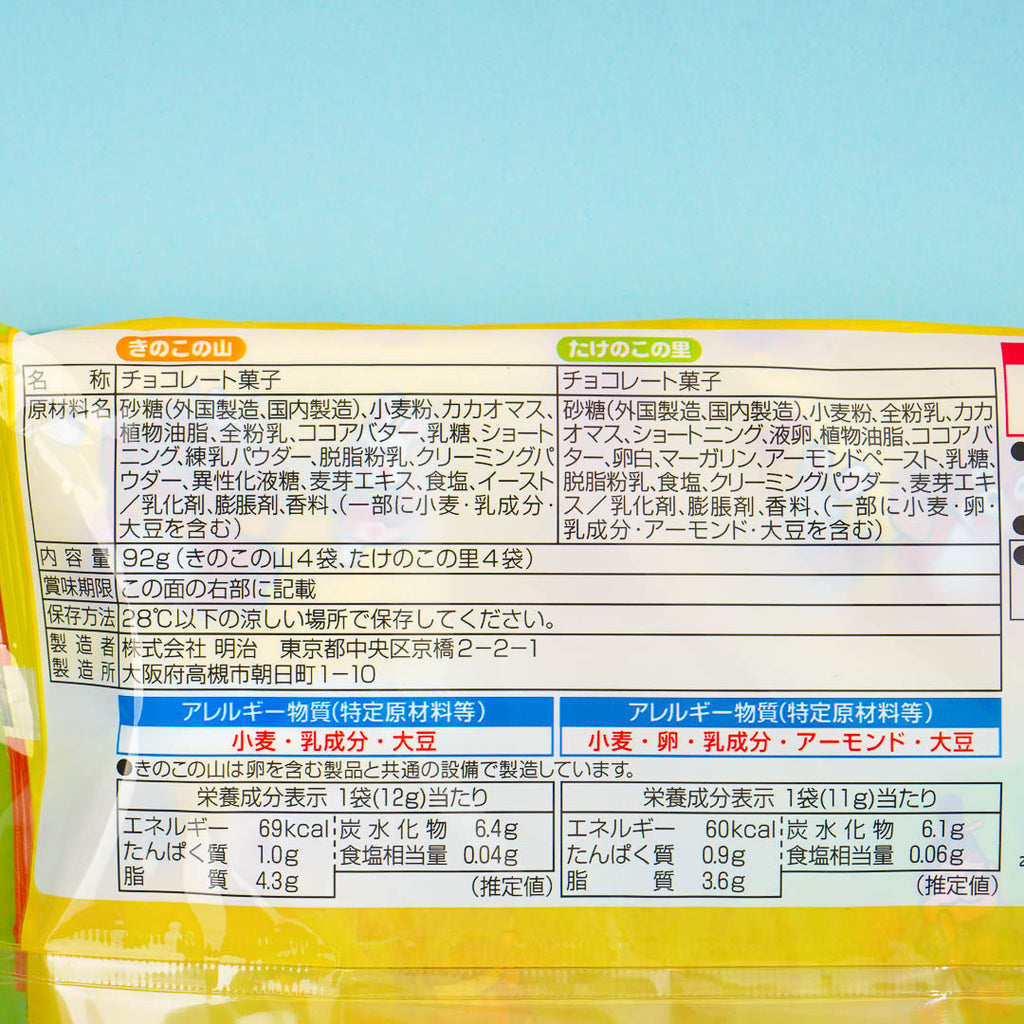 きのこの山
たけのこの里
名称 チョコレート菓子
チョコレート菓子
原材料名 砂糖(外国製造、国内製造)、小麦粉、カカオマス、
植物油脂、全粉乳、ココアバター、乳糖、ショート
ニング、練乳パウダー、脱脂粉乳、クリーミングパ
ウダー、異性化液糖、麦芽エキス、食塩、イースト
/乳化剤、膨脹剤、香料、(一部に小麦・乳成分・
大豆を含む)
砂糖(外国製造、国内製造)、小麦粉、全粉乳、カカ
オマス、ショートニング、液卵、植物油脂、ココアバ
ター、卵白、マーガリン、アーモンドペースト、乳糖、
脱脂粉乳、食塩、クリーミングパウダー、麦芽エキ
ス/乳化剤、膨脹剤、香料、(一部に小麦・卵・
乳成分・アーモンド・大豆を含む)
内容量 92g(きのこの山4袋、たけのこの里4袋)
賞味期限 この面の右部に記載
保存方法 28℃以下の涼しい場所で保存してください。
製造者 株式会社 明治 東京都中央区京橋2-2-1
製造所 大阪府高槻市朝日町1-10
アレルギー物質(特定原材料等)
小麦・乳成分・大豆
アレルギー物質(特定原材料等)
小麦・卵・乳成分・アーモンド・大豆
●きのこの山は卵を含む製品と共通の設備で製造しています。
栄養成分表示 1袋(12g)当たり
エネルギー 69kcal 炭水化物 6.4g
たんぱく質 1.0g 食塩相当量 0.04g
脂質 4.3g (推定値)
栄養成分表示 1袋(11g)当たり
エネルギー 60kcal 炭水化物 6.1g
たんぱく質 0.9g 食塩相当量 0.06g
脂質 3.6g (推定値)